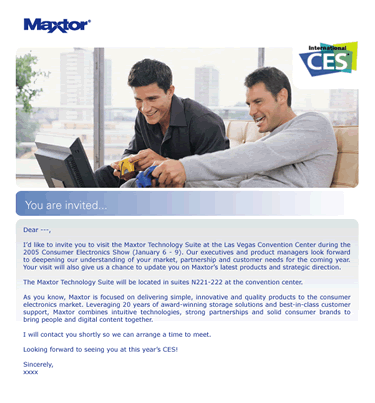 Maxtor®
International
CES®
You are invited...
Dear ---,
I'd like to invite you to visit the Maxtor Technology Suite at the Las Vegas Convention Center during the
2005 Consumer Electronics Show (January 6 - 9). Our executives and product managers look forward
to deepening our understanding of your market, partnership and customer needs for the coming year.
Your visit will also give us a chance to update you on Maxtor's latest products and strategic direction.
The Maxtor Technology Suite will be located in suites N221-222 at the convention center.
As you know, Maxtor is focused on delivering simple, innovative and quality products to the consumer
electronics market. Leveraging 20 years of award-winning storage solutions and best-in-class customer
support, Maxtor combines intuitive technologies, strong partnerships and solid consumer brands to
bring people and digital content together.
I will contact you shortly so we can arrange a time to meet.
Looking forward to seeing you at this year's CES!
Sincerely,
xxxx